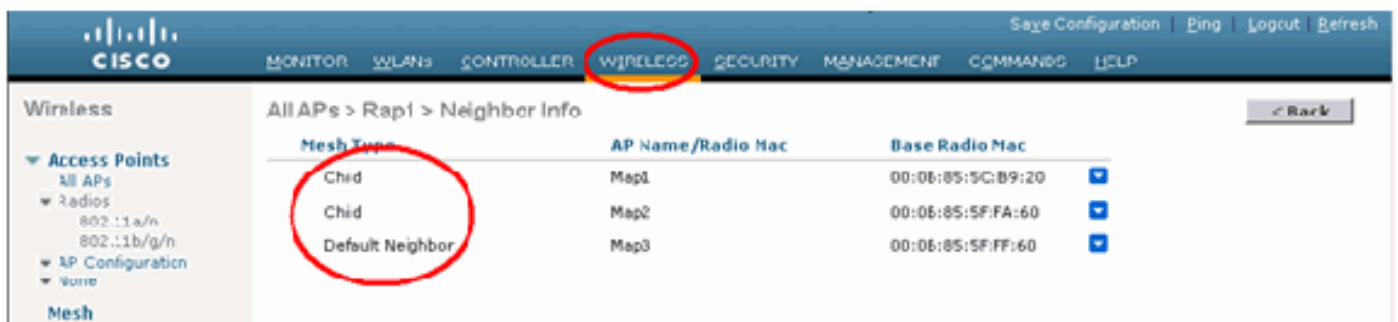 Save Configuration | Ping | Logout | Refresh
CISCO
MONITOR WLANs CONTROLLER WIRELESS SECURITY MANAGEMENT COMMANDS HELP
Wireless
All APs > Rap1 > Neighbor Info
< Back
Mesh Type AP Name/Radio Mac Base Radio Mac
Access Points
All APs
Radios
802.11a/n
802.11b/g/n
AP Configuration
None
Mesh
Child Map1 00:0B:85:5C:B9:20
Child Map2 00:0B:85:5F:FA:60
Default Neighbor Map3 00:0B:85:5F:FF:60